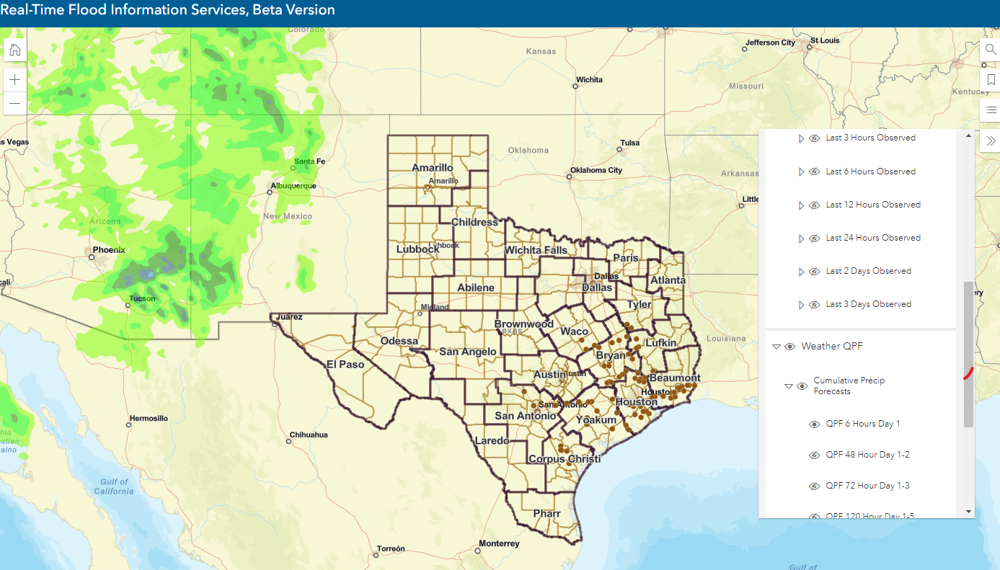 Real-Time Flood Information Services, Beta Version
Colorado
Kansas
Jefferson City
St Louis
Wichita
Missouri
Kentucky
s Vegas
Last 3 Hours Observed
Tulsa
Oklahoma
Santa Fe
Amarillo
Oklahoma City
Arkansas
Last 6 Hours Observed
Amarillo
Albuquerque
Little
Last 12 Hours Observed
New Mexico
Arizona
Childress
Last 24 Hours Observed
Lubbock
Lubbock
Wichita Falls
Phoenix
Paris
Last 2 Days Observed
Dallas
Atlanta
cali
Abilene
Dallas
ery
Tucson
Tyler
Last 3 Days Observed
Midland
Juárez
Brownwood
exas
Waco
Louisiana
Odessa
Lufkin
Weather QPF
San Angelo
Bryan
El Paso
Austin
ustin
Beaumont
Cumulative Precip
Forecasts
Housto
Houston
San Antonio
San Antonio
Yoakum
Hermosillo
QPF 6 Hours Day 1
Chihuahua
Laredo
Corpus Christi
QPF 48 Hour Day 1-2
Gulf of
California
QPF 72 Hour Day 1-3
Pharr
QPF 120 Hour Day 1-5
Monterrey
Torreón
Gulf of